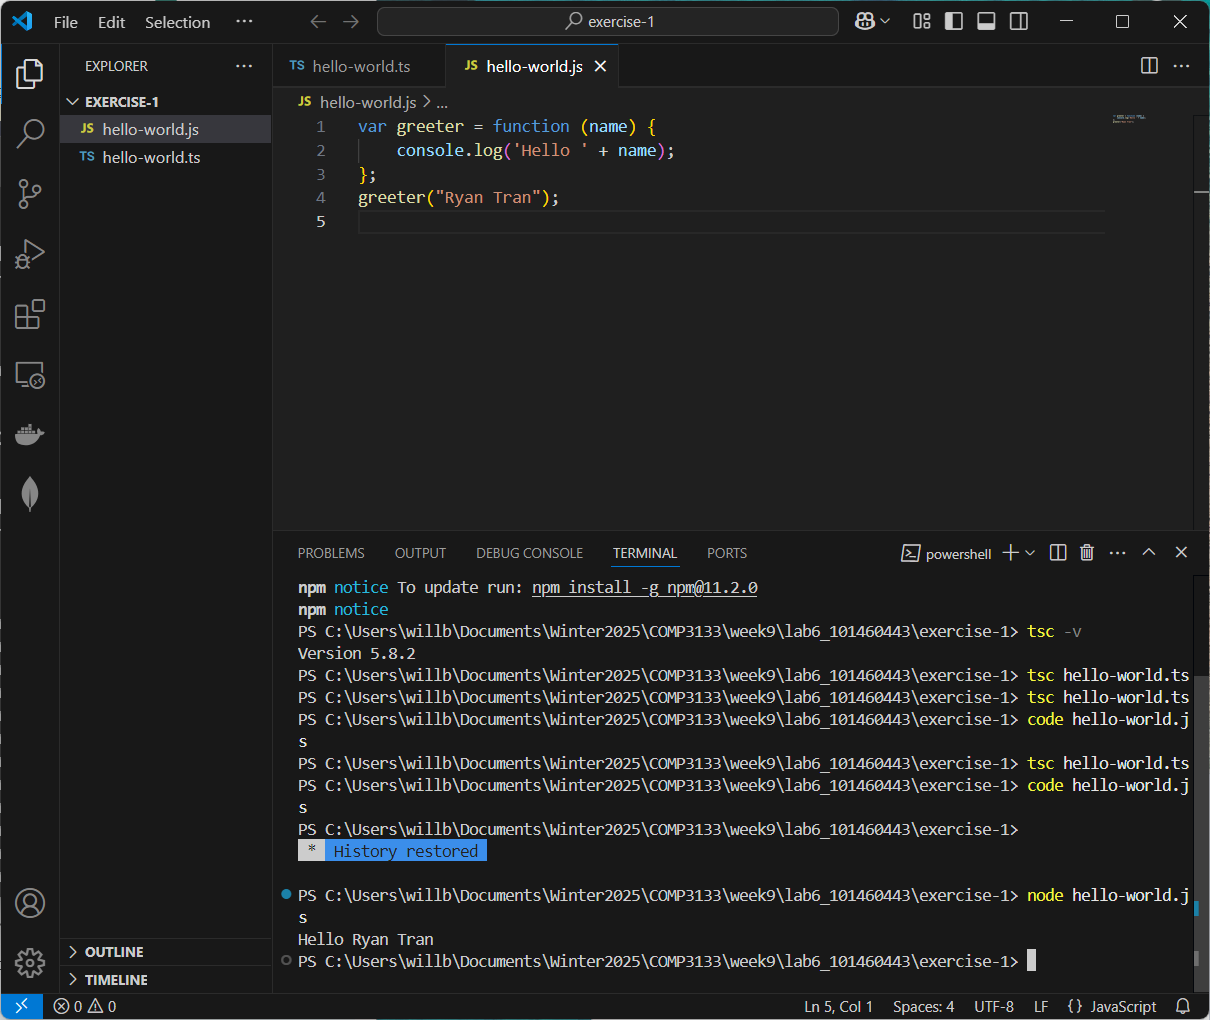 File Edit Selection ...
exercise-1
EXPLORER ...
EXERCISE-1
JS hello-world.js
TS hello-world.ts
OUTLINE
TIMELINE
TS hello-world.ts
JS hello-world.js
...
JS hello-world.js > ...
1 var greeter = function (name) {
2     console.log('Hello ' + name);
3 };
4 greeter("Ryan Tran");
5
PROBLEMS OUTPUT DEBUG CONSOLE TERMINAL PORTS
powershell ...
npm notice To update run: npm install -g npm@11.2.0
npm notice
PS C:\Users\willb\Documents\Winter2025\COMP3133\week9\lab6_101460443\exercise-1> tsc -v
Version 5.8.2
PS C:\Users\willb\Documents\Winter2025\COMP3133\week9\lab6_101460443\exercise-1> tsc hello-world.ts
PS C:\Users\willb\Documents\Winter2025\COMP3133\week9\lab6_101460443\exercise-1> tsc hello-world.ts
PS C:\Users\willb\Documents\Winter2025\COMP3133\week9\lab6_101460443\exercise-1> code hello-world.j
s
PS C:\Users\willb\Documents\Winter2025\COMP3133\week9\lab6_101460443\exercise-1> tsc hello-world.ts
PS C:\Users\willb\Documents\Winter2025\COMP3133\week9\lab6_101460443\exercise-1> code hello-world.j
s
PS C:\Users\willb\Documents\Winter2025\COMP3133\week9\lab6_101460443\exercise-1>
* History restored
PS C:\Users\willb\Documents\Winter2025\COMP3133\week9\lab6_101460443\exercise-1> node hello-world.j
s
Hello Ryan Tran
PS C:\Users\willb\Documents\Winter2025\COMP3133\week9\lab6_101460443\exercise-1>
0 0
Ln 5, Col 1 Spaces: 4 UTF-8 LF {} JavaScript